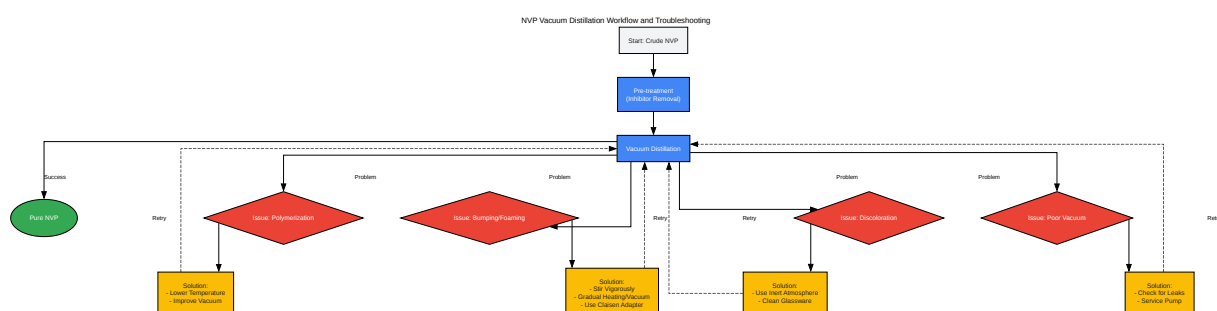 NVP Vacuum Distillation Workflow and Troubleshooting
Start: Crude NVP
Pre-treatment
(Inhibitor Removal)
Vacuum Distillation
Success
Problem
Problem
Problem
Problem
Pure NVP
Retry
Issue: Polymerization
Issue: Bumping/Foaming
Retry
Retry
Issue: Discoloration
Issue: Poor Vacuum
Solution:
- Lower Temperature
- Improve Vacuum
Solution:
- Stir Vigorously
- Gradual Heating/Vacuum
- Use Claisen Adapter
Solution:
- Use Inert Atmosphere
- Clean Glassware
Solution:
- Check for Leaks
- Service Pump